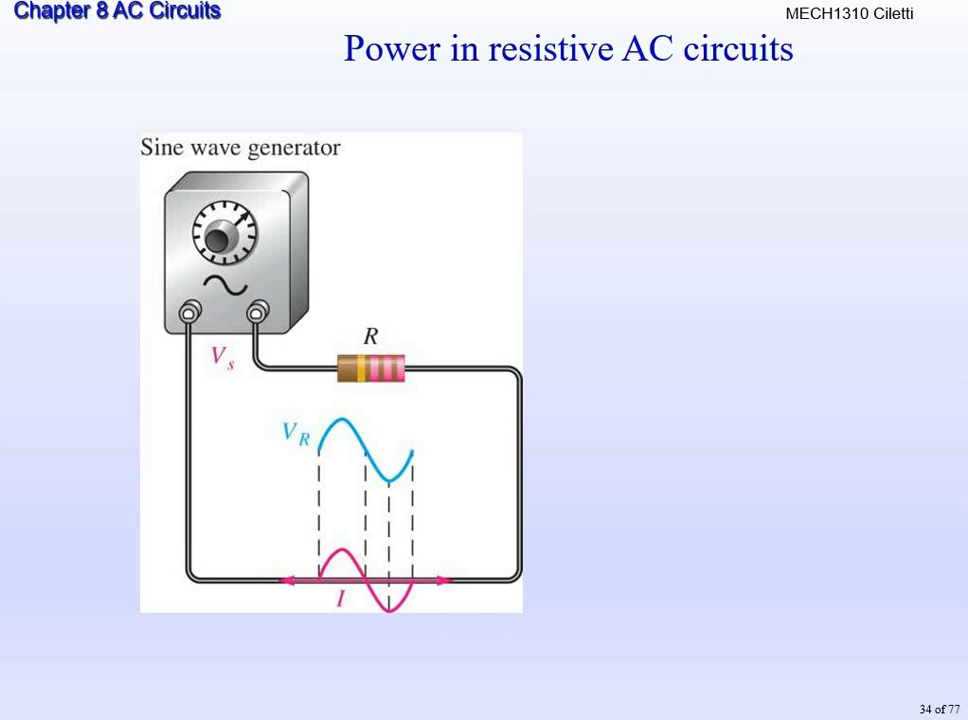 Chapter 8 AC Circuits
MECH1310 Ciletti
Power in resistive AC circuits
Sine wave generator
R
Vs
VR
I
34 of 77